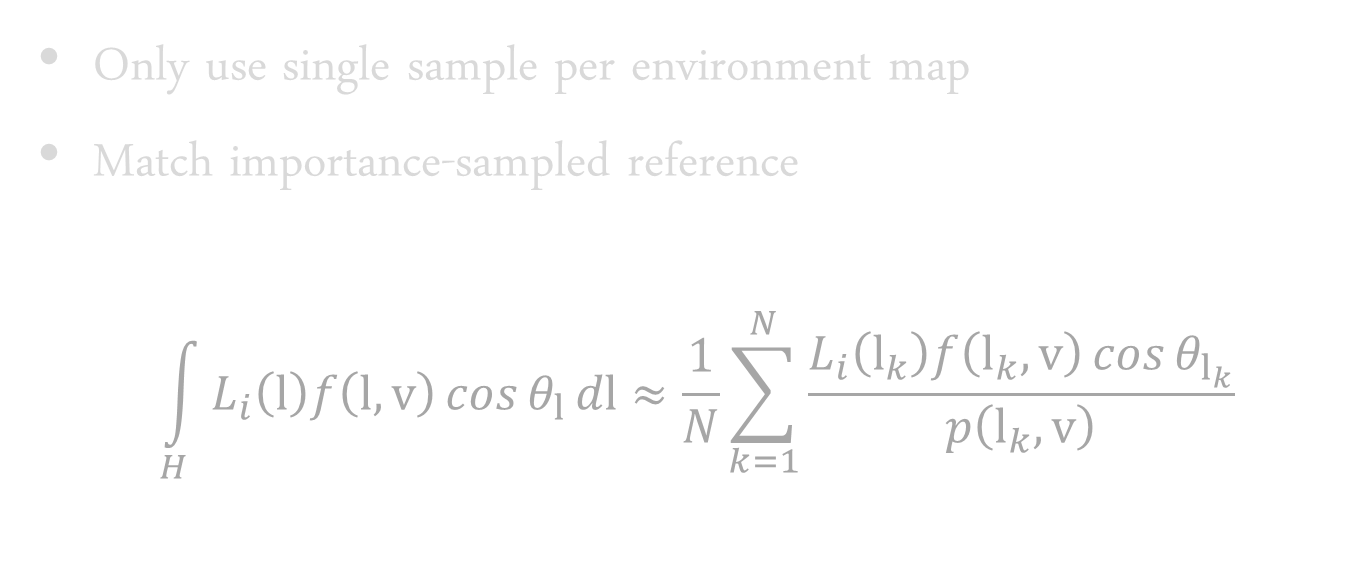 • Only use single sample per environment map
• Match importance-sampled reference
∫_H L_i(l) f(l, v) cos θ_l dl ≈ 1/N ∑_{k=1}^{N} L_i(l_k) f(l_k, v) cos θ_{l_k} / p(l_k, v)